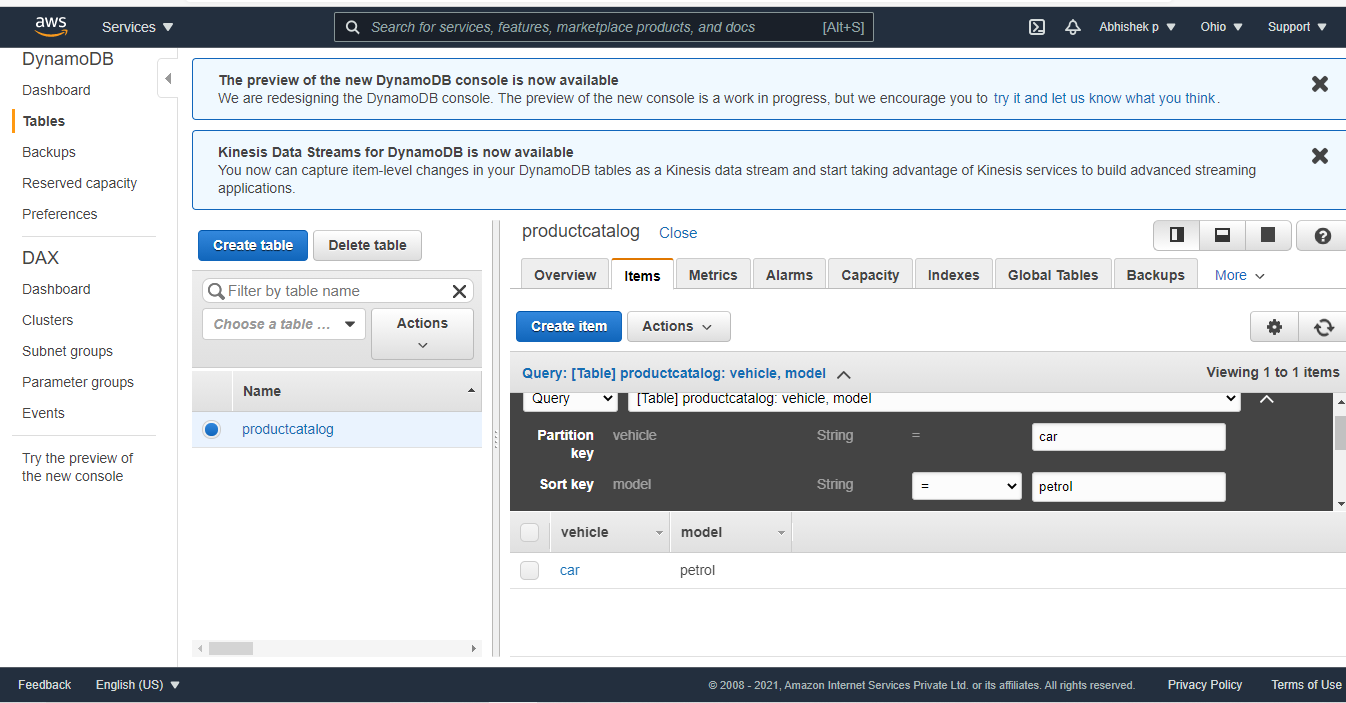 aws Services Search for services, features, marketplace products, and docs [Alt+S] Abhishek p Ohio Support
DynamoDB
Dashboard
Tables
Backups
Reserved capacity
Preferences
DAX
Dashboard
Clusters
Subnet groups
Parameter groups
Events
Try the preview of
the new console
The preview of the new DynamoDB console is now available
We are redesigning the DynamoDB console. The preview of the new console is a work in progress, but we encourage you to try it and let us know what you think.
Kinesis Data Streams for DynamoDB is now available
You now can capture item-level changes in your DynamoDB tables as a Kinesis data stream and start taking advantage of Kinesis services to build advanced streaming
applications.
Create table Delete table
Filter by table name
Choose a table ... Actions
Name
productcatalog
productcatalog Close
Overview Items Metrics Alarms Capacity Indexes Global Tables Backups More
Create item Actions
Query: [Table] productcatalog: vehicle, model Viewing 1 to 1 items
Query [Table] productcatalog: vehicle, model
Partition vehicle String = car
key
Sort key model String = petrol
vehicle model
car petrol
Feedback English (US) © 2008 - 2021, Amazon Internet Services Private Ltd. or its affiliates. All rights reserved. Privacy Policy Terms of Use